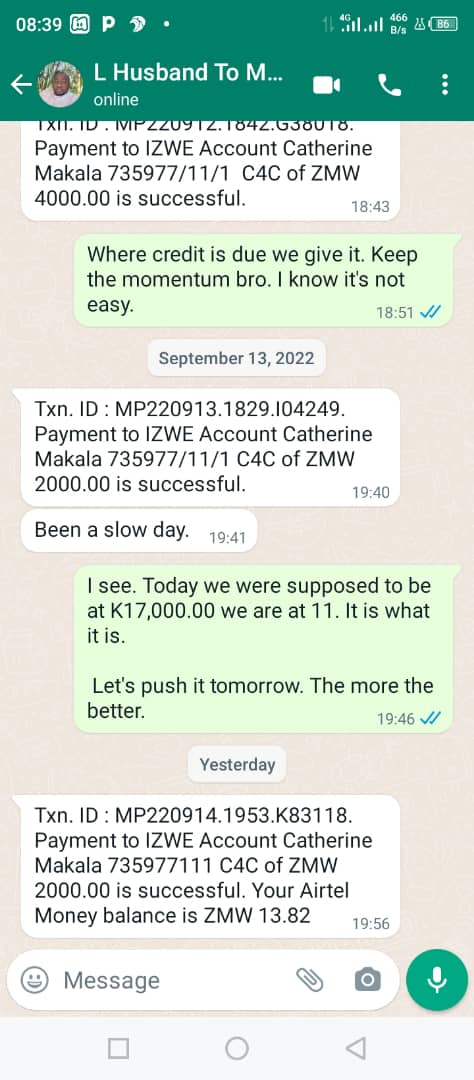 08:39
4G
466
B/s
86
L Husband To M...
online
Txn. ID : MP220912.1842.G38018.
Payment to IZWE Account Catherine
Makala 735977/11/1 C4C of ZMW
4000.00 is successful.
18:43
Where credit is due we give it. Keep
the momentum bro. I know it's not
easy.
18:51
September 13, 2022
Txn. ID : MP220913.1829.I04249.
Payment to IZWE Account Catherine
Makala 735977/11/1 C4C of ZMW
2000.00 is successful.
19:40
Been a slow day.
19:41
I see. Today we were supposed to be
at K17,000.00 we are at 11. It is what
it is.
Let's push it tomorrow. The more the
better.
19:46
Yesterday
Txn. ID : MP220914.1953.K83118.
Payment to IZWE Account Catherine
Makala 735977111 C4C of ZMW
2000.00 is successful. Your Airtel
Money balance is ZMW 13.82
19:56
Message